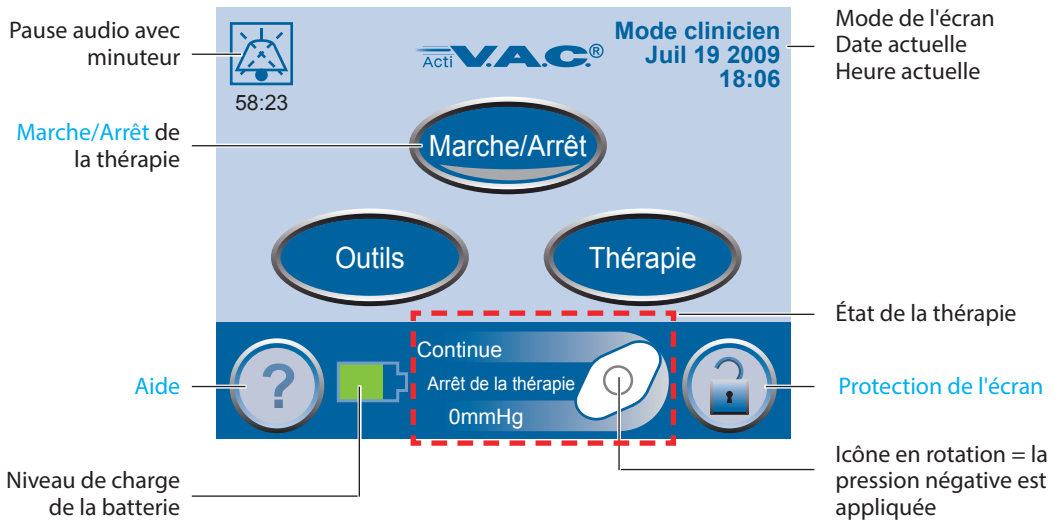 Pause audio avec
minuteur
58:23
Acti V.A.C.®
Mode clinicien
Juil 19 2009
18:06
Mode de l'écran
Date actuelle
Heure actuelle
Marche/Arrêt de
la thérapie
Marche/Arrêt
Outils
Thérapie
État de la thérapie
Aide
?
Continue
Arrêt de la thérapie
0mmHg
Protection de l'écran
Niveau de charge
de la batterie
Icône en rotation = la
pression négative est
appliquée